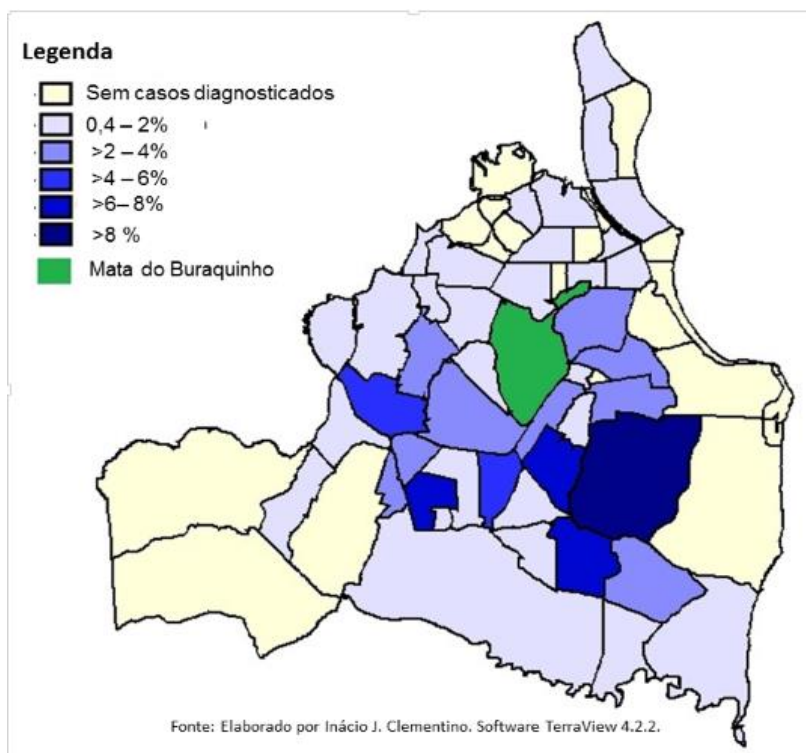 Legenda
Sem casos diagnosticados
0,4 – 2%
>2 – 4%
>4 – 6%
>6– 8%
>8 %
Mata do Buraquinho
Fonte: Elaborado por Inácio J. Clementino. Software TerraView 4.2.2.